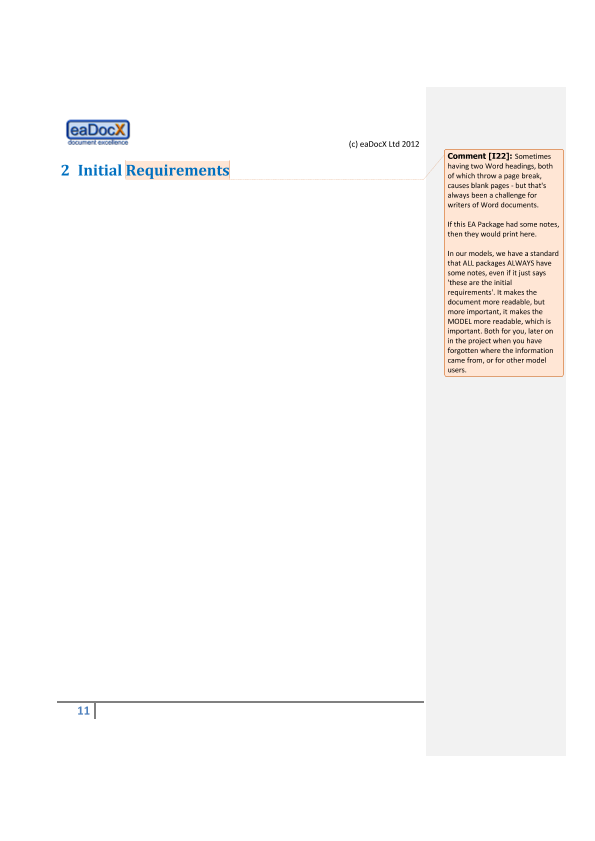 eaDocX
document excellence
(c) eaDocX Ltd 2012
2 Initial Requirements
Comment [I22]: Sometimes
having two Word headings, both
of which throw a page break,
causes blank pages - but that's
always been a challenge for
writers of Word documents.
If this EA Package had some notes,
then they would print here.
In our models, we have a standard
that ALL packages ALWAYS have
some notes, even if it just says
'these are the initial
requirements'. It makes the
document more readable, but
more important, it makes the
MODEL more readable, which is
important. Both for you, later on
in the project when you have
forgotten where the information
came from, or for other model
users.
11